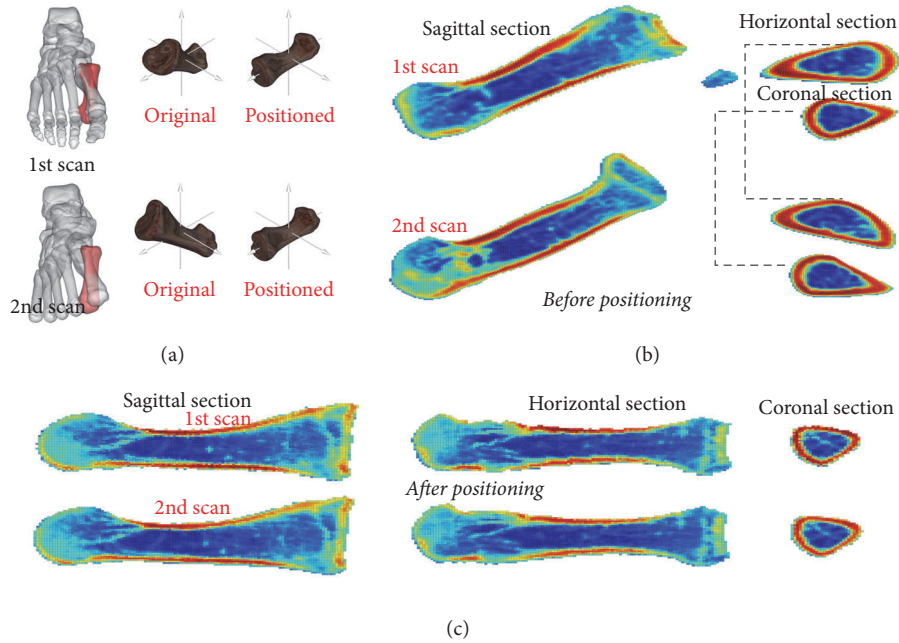 Original
Positioned
1st scan
Original
Positioned
2nd scan
(a)
Sagittal section
Horizontal section
1st scan
Coronal section
2nd scan
Before positioning
(b)
Sagittal section
1st scan
Horizontal section
Coronal section
After positioning
2nd scan
(c)